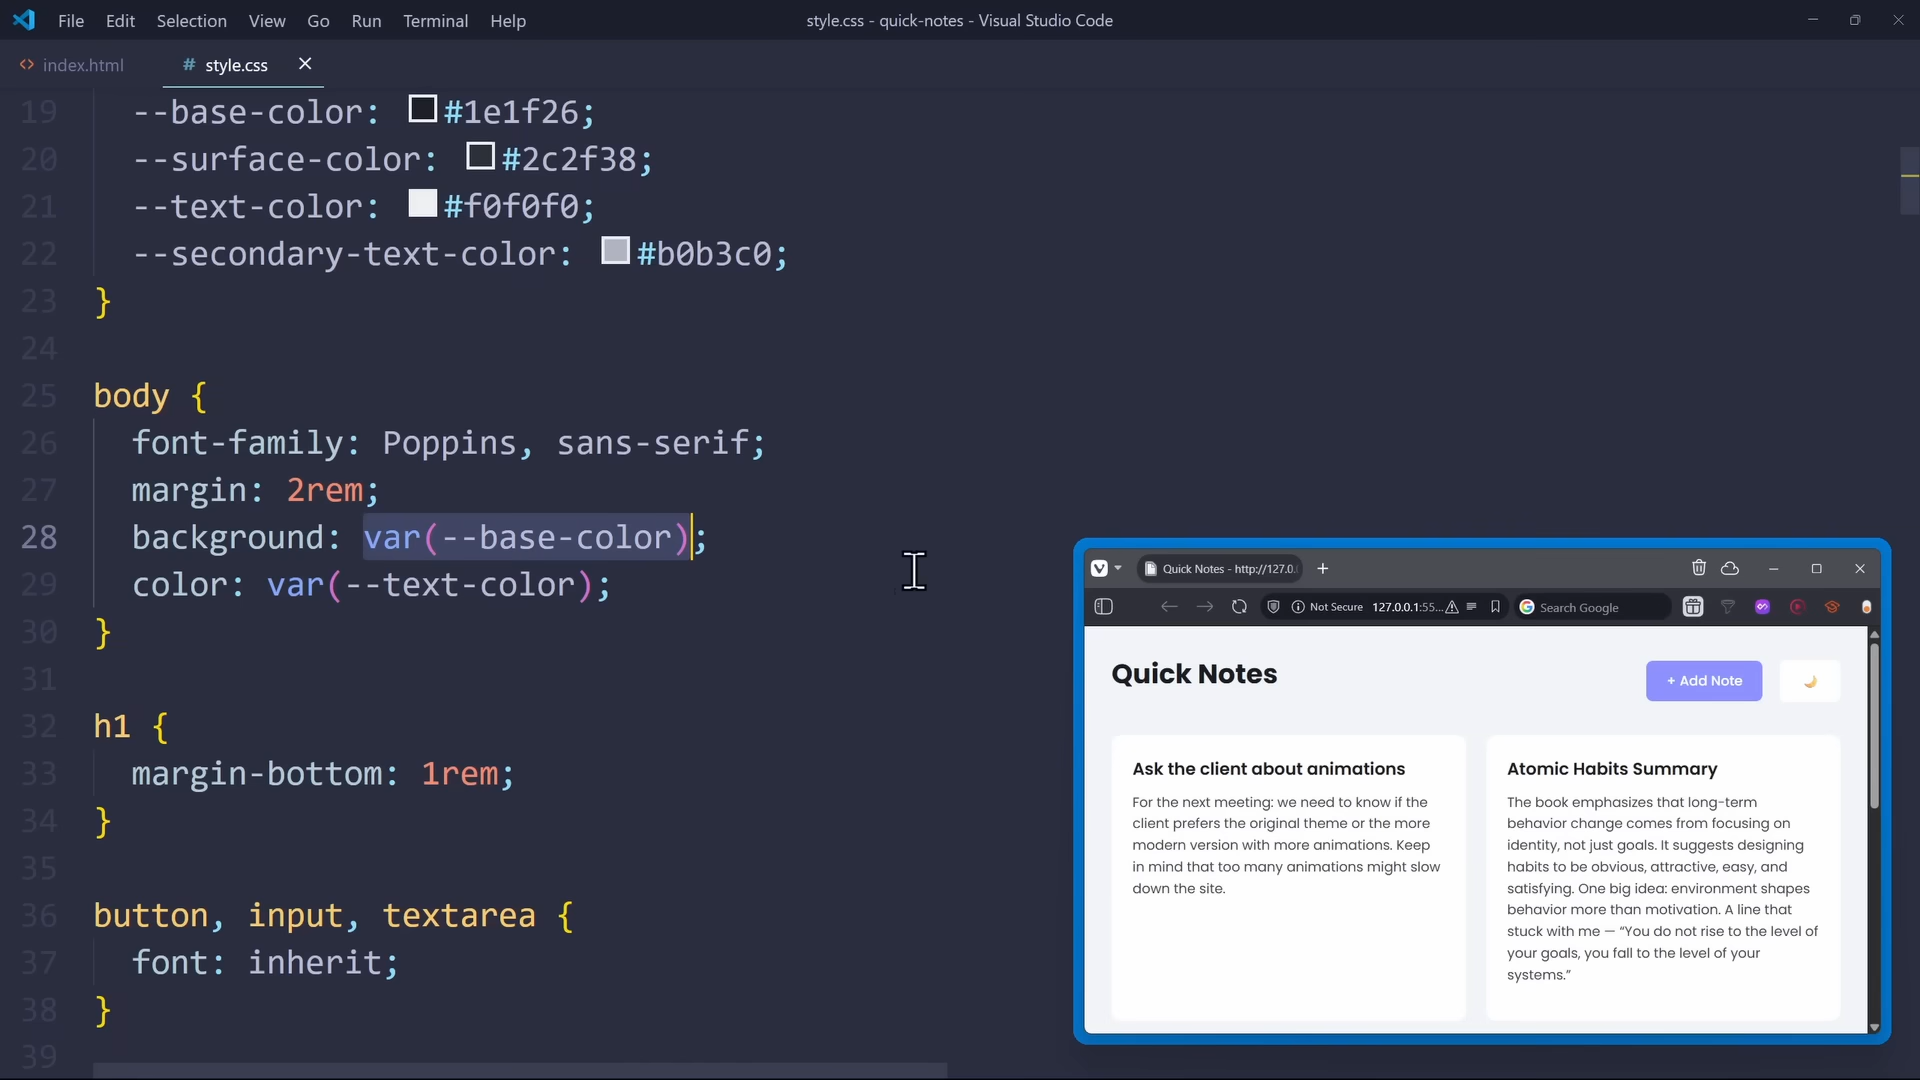 File Edit Selection View Go Run Terminal Help
style.css - quick-notes - Visual Studio Code
<> index.html
# style.css
19 --base-color: #1e1f26;
20 --surface-color: #2c2f38;
21 --text-color: #f0f0f0;
22 --secondary-text-color: #b0b3c0;
23 }
24
25 body {
26 font-family: Poppins, sans-serif;
27 margin: 2rem;
28 background: var(--base-color);
29 color: var(--text-color);
30 }
31
32 h1 {
33 margin-bottom: 1rem;
34 }
35
36 button, input, textarea {
37 font: inherit;
38 }
39
Quick Notes - http://127.0.
Not Secure 127.0.0.1:55... Search Google
Quick Notes
+ Add Note
Ask the client about animations
For the next meeting: we need to know if the
client prefers the original theme or the more
modern version with more animations. Keep
in mind that too many animations might slow
down the site.
Atomic Habits Summary
The book emphasizes that long-term
behavior change comes from focusing on
identity, not just goals. It suggests designing
habits to be obvious, attractive, easy, and
satisfying. One big idea: environment shapes
behavior more than motivation. A line that
stuck with me — “You do not rise to the level of
your goals, you fall to the level of your
systems.”